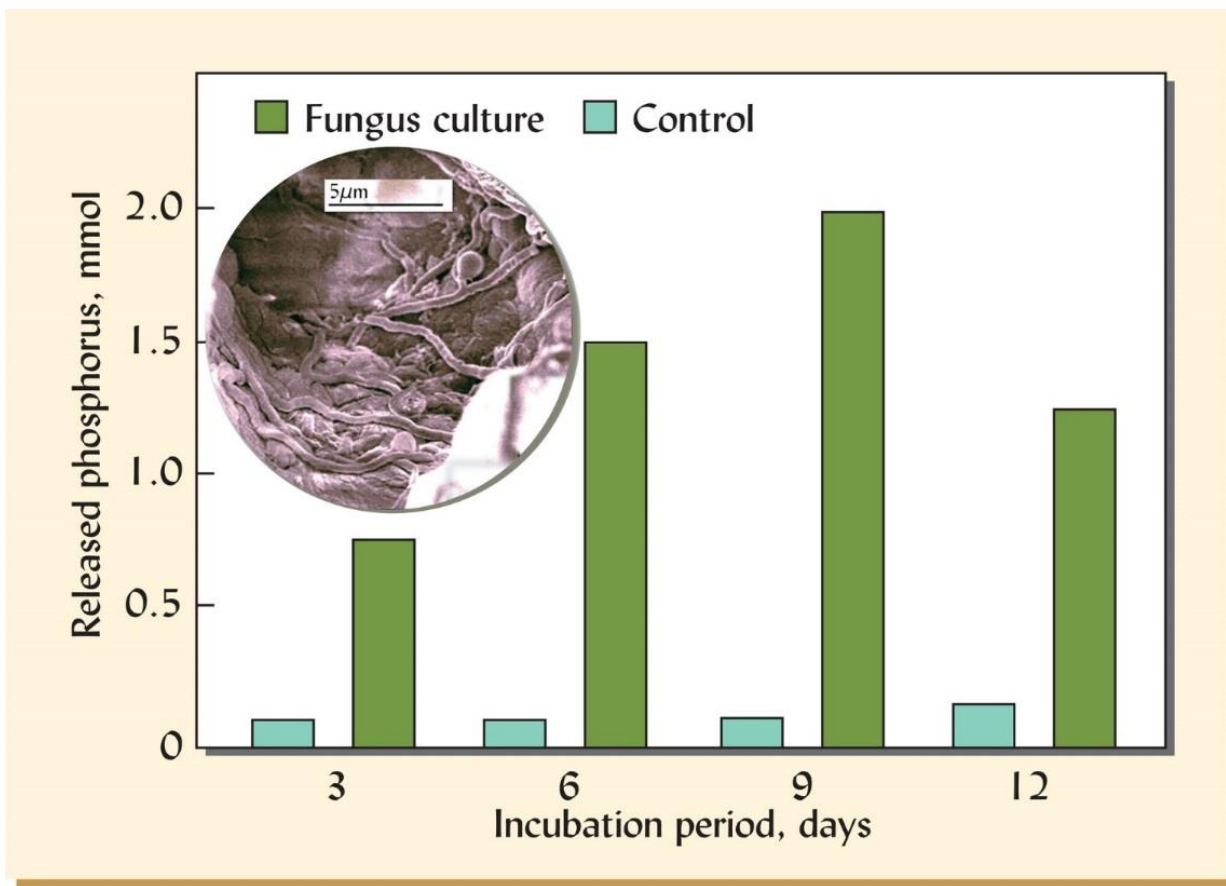 Fungus culture
Control
5μm
Released phosphorus, mmol
2.0
1.5
1.0
0.5
0
3
6
9
12
Incubation period, days